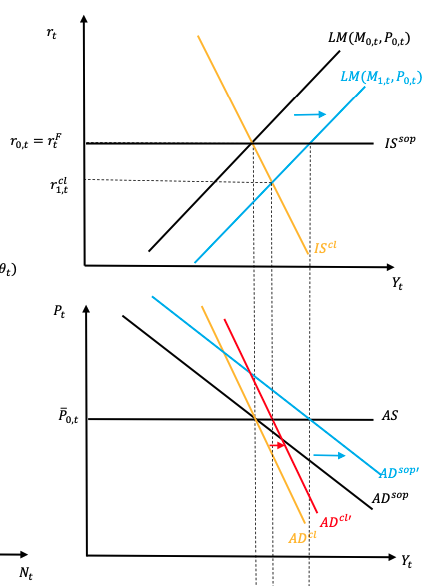 r_t
LM(M_{0,t}, P_{0,t})
LM(M_{1,t}, P_{0,t})
r_{0,t} = r_t^F
IS^{sop}
r_{1,t}^{cl}
IS^{cl}
θ_t)
Y_t
P_t
P̄_{0,t}
AS
AD^{sop′}
AD^{sop}
AD^{cl′}
AD^{cl}
N_t
Y_t